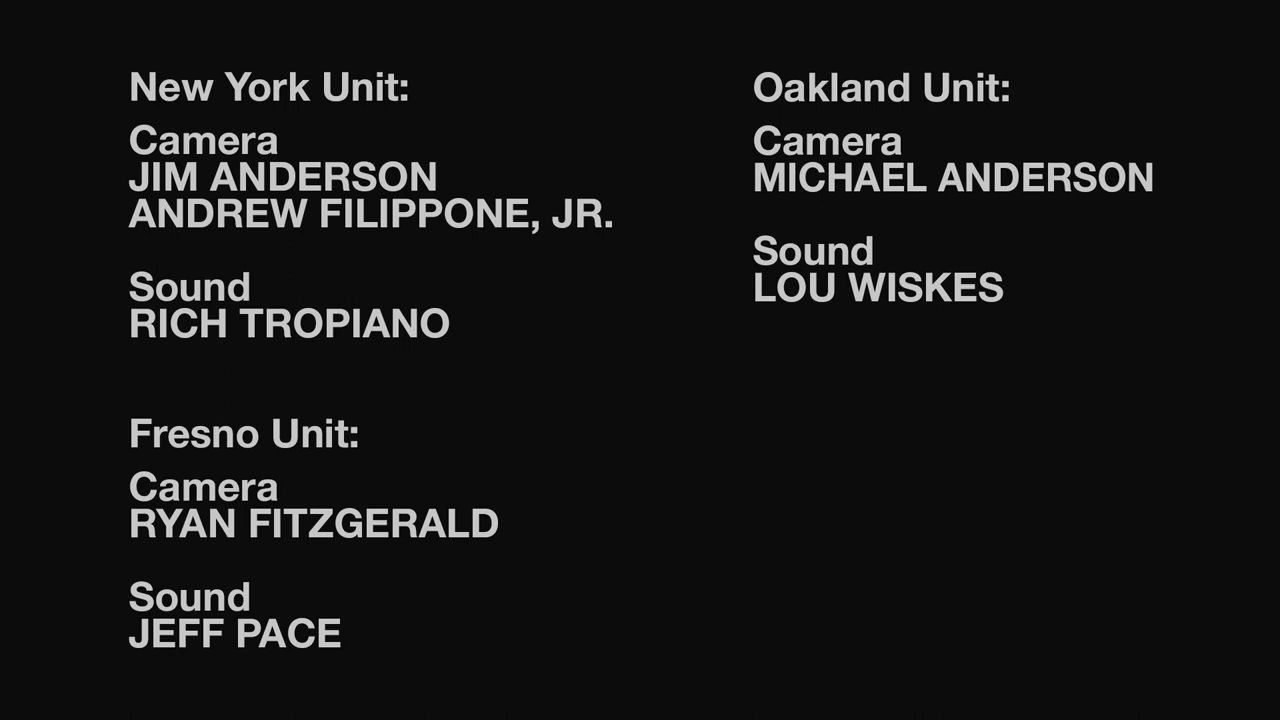 New York Unit:
Camera
JIM ANDERSON
ANDREW FILIPPONE, JR.
Sound
RICH TROPIANO
Fresno Unit:
Camera
RYAN FITZGERALD
Sound
JEFF PACE
Oakland Unit:
Camera
MICHAEL ANDERSON
Sound
LOU WISKES